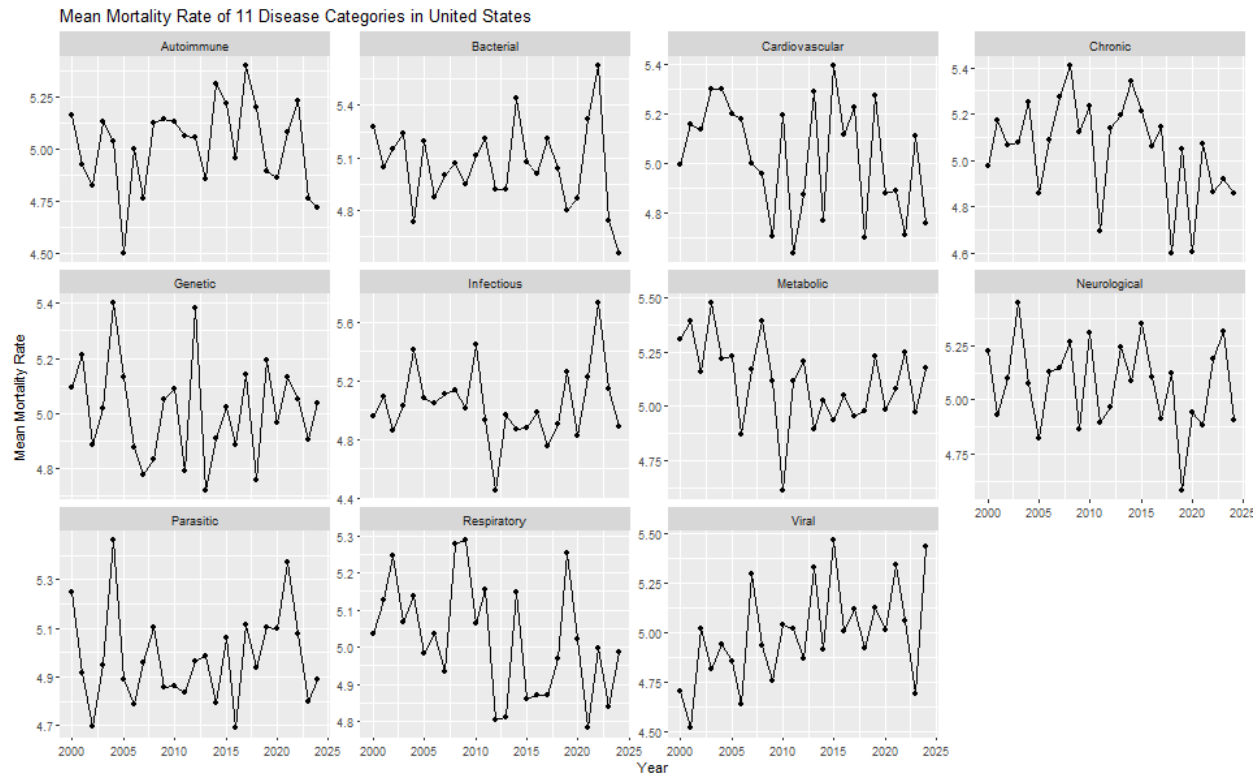 Mean Mortality Rate of 11 Disease Categories in United States
Autoimmune
Bacterial
Cardiovascular
Chronic
5.25
5.00
4.75
4.50
5.4
5.1
4.8
5.4
5.2
5.0
4.8
5.4
5.2
5.0
4.8
4.6
Genetic
Infectious
Metabolic
Neurological
5.4
5.2
5.0
4.8
5.6
5.2
4.8
4.4
5.50
5.25
5.00
4.75
5.25
5.00
4.75
2000 2005 2010 2015 2020 2025
Parasitic
Respiratory
Viral
5.3
5.1
4.9
4.7
5.3
5.2
5.1
5.0
4.9
4.8
5.50
5.25
5.00
4.75
4.50
2000 2005 2010 2015 2020 2025
2000 2005 2010 2015 2020 2025
2000 2005 2010 2015 2020 2025
Mean Mortality Rate
Year